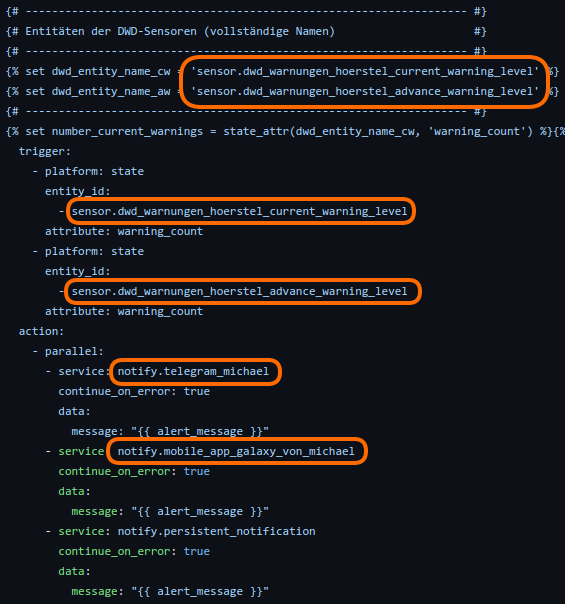 {# -------------------------------------------------------------------- #}
{# Entitäten der DWD-Sensoren (vollständige Namen) #}
{# -------------------------------------------------------------------- #}
{% set dwd_entity_name_cw = 'sensor.dwd_warnungen_hoerstel_current_warning_level' %}
{% set dwd_entity_name_aw = 'sensor.dwd_warnungen_hoerstel_advance_warning_level' %}
{# -------------------------------------------------------------------- #}
{% set number_current_warnings = state_attr(dwd_entity_name_cw, 'warning_count') %}{%
trigger:
- platform: state
entity_id:
- sensor.dwd_warnungen_hoerstel_current_warning_level
attribute: warning_count
- platform: state
entity_id:
- sensor.dwd_warnungen_hoerstel_advance_warning_level
attribute: warning_count
action:
- parallel:
- service: notify.telegram_michael
continue_on_error: true
data:
message: "{{ alert_message }}"
- service notify.mobile_app_galaxy_von_michael
continue_on_error: true
data:
message: "{{ alert_message }}"
- service: notify.persistent_notification
continue_on_error: true
data:
message: "{{ alert_message }}"